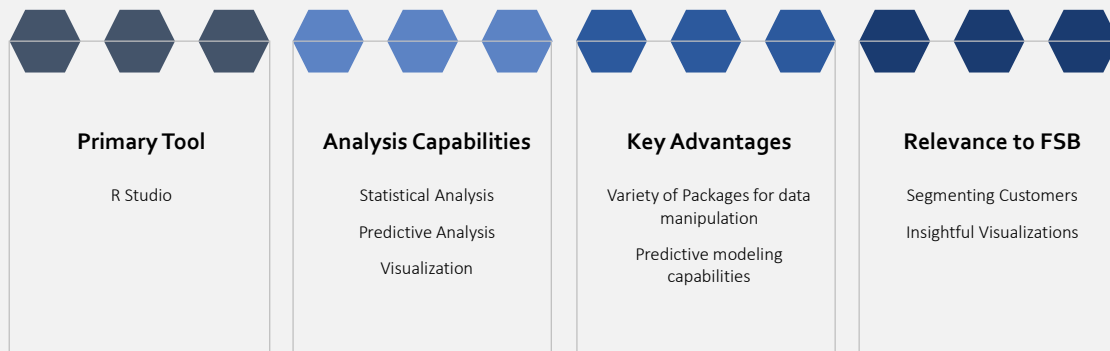 Primary Tool
R Studio
Analysis Capabilities
Statistical Analysis
Predictive Analysis
Visualization
Key Advantages
Variety of Packages for data
manipulation
Predictive modeling
capabilities
Relevance to FSB
Segmenting Customers
Insightful Visualizations